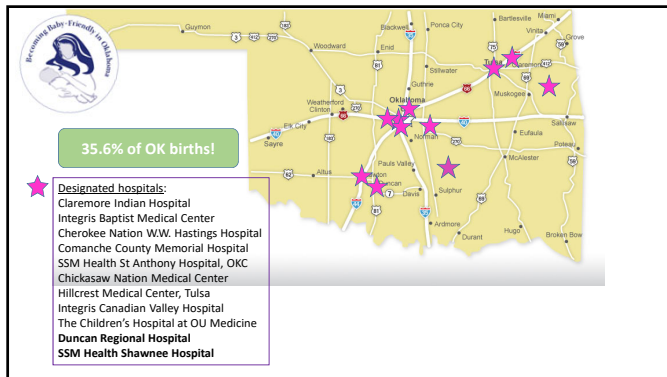 Becoming Baby-Friendly in Oklahoma
35.6% of OK births!
Designated hospitals:
Claremore Indian Hospital
Integris Baptist Medical Center
Cherokee Nation W.W. Hastings Hospital
Comanche County Memorial Hospital
SSM Health St Anthony Hospital, OKC
Chickasaw Nation Medical Center
Hillcrest Medical Center, Tulsa
Integris Canadian Valley Hospital
The Children's Hospital at OU Medicine
Duncan Regional Hospital
SSM Health Shawnee Hospital
Guymon
Woodward
Enid
Blackwell
Ponca City
Bartlesville
Miami
Vinita
Grove
Stillwater
Tulsa
Guthrie
Muskogee
Weatherford
Clinton
Oklahoma
Elk City
Sayre
Norman
Eufaula
Sallisaw
Poteau
McAlester
Pauls Valley
Altus
Duncan
Davis
Sulphur
Ardmore
Durant
Hugo
Broken Bow